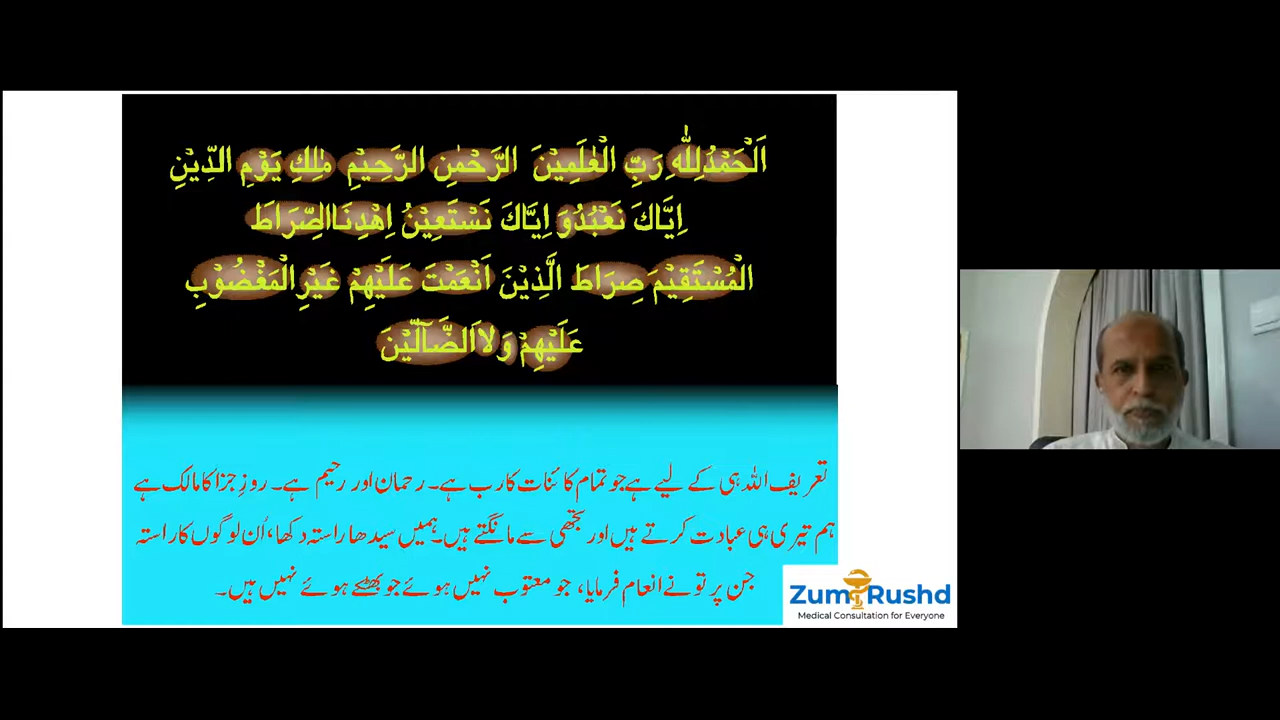 اَلْحَمْدُلِلّٰهِ رَبِّ الْعٰلَمِيْنَ الرَّحْمٰنِ الرَّحِيْمِ مٰلِكِ يَوْمِ الدِّيْنِ
اِيَّاكَ نَعْبَدُوَ اِيَّاكَ نَسْتَعِيْنُ اِهْدِنَاالصِّرَاطَ
الْمُسْتَقِيْمَ صِرَاطَ الَّذِيْنَ اَنْعَمْتَ عَلَيْهِمْ غَيْرِالْمَغْضُوْبِ
عَلَيْهِمْ وَلاَالضَّآلِّيْنَ
تعریف اللہ ہی کے لیے ہے جو تمام کائنات کا رب ہے۔ رحمان اور رحیم ہے۔ روزِ جزا کا مالک ہے
ہم تیری ہی عبادت کرتے ہیں اور تجھی سے مانگتے ہیں۔ ہمیں سیدھا راستہ دکھا، اُن لوگوں کا راستہ
جن پر تو نے انعام فرمایا، جو معتوب نہیں ہوئے جو بھٹکے ہوئے نہیں ہیں۔
ZumRushd
Medical Consultation for Everyone